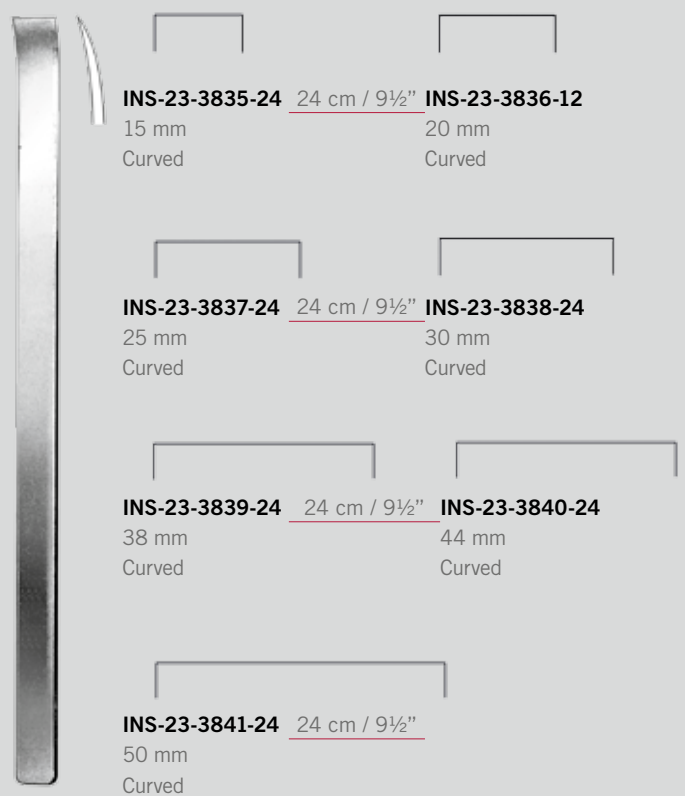 INS-23-3835-24 24 cm / 9½” INS-23-3836-12
15 mm 20 mm
Curved Curved
INS-23-3837-24 24 cm / 9½” INS-23-3838-24
25 mm 30 mm
Curved Curved
INS-23-3839-24 24 cm / 9½” INS-23-3840-24
38 mm 44 mm
Curved Curved
INS-23-3841-24 24 cm / 9½”
50 mm
Curved